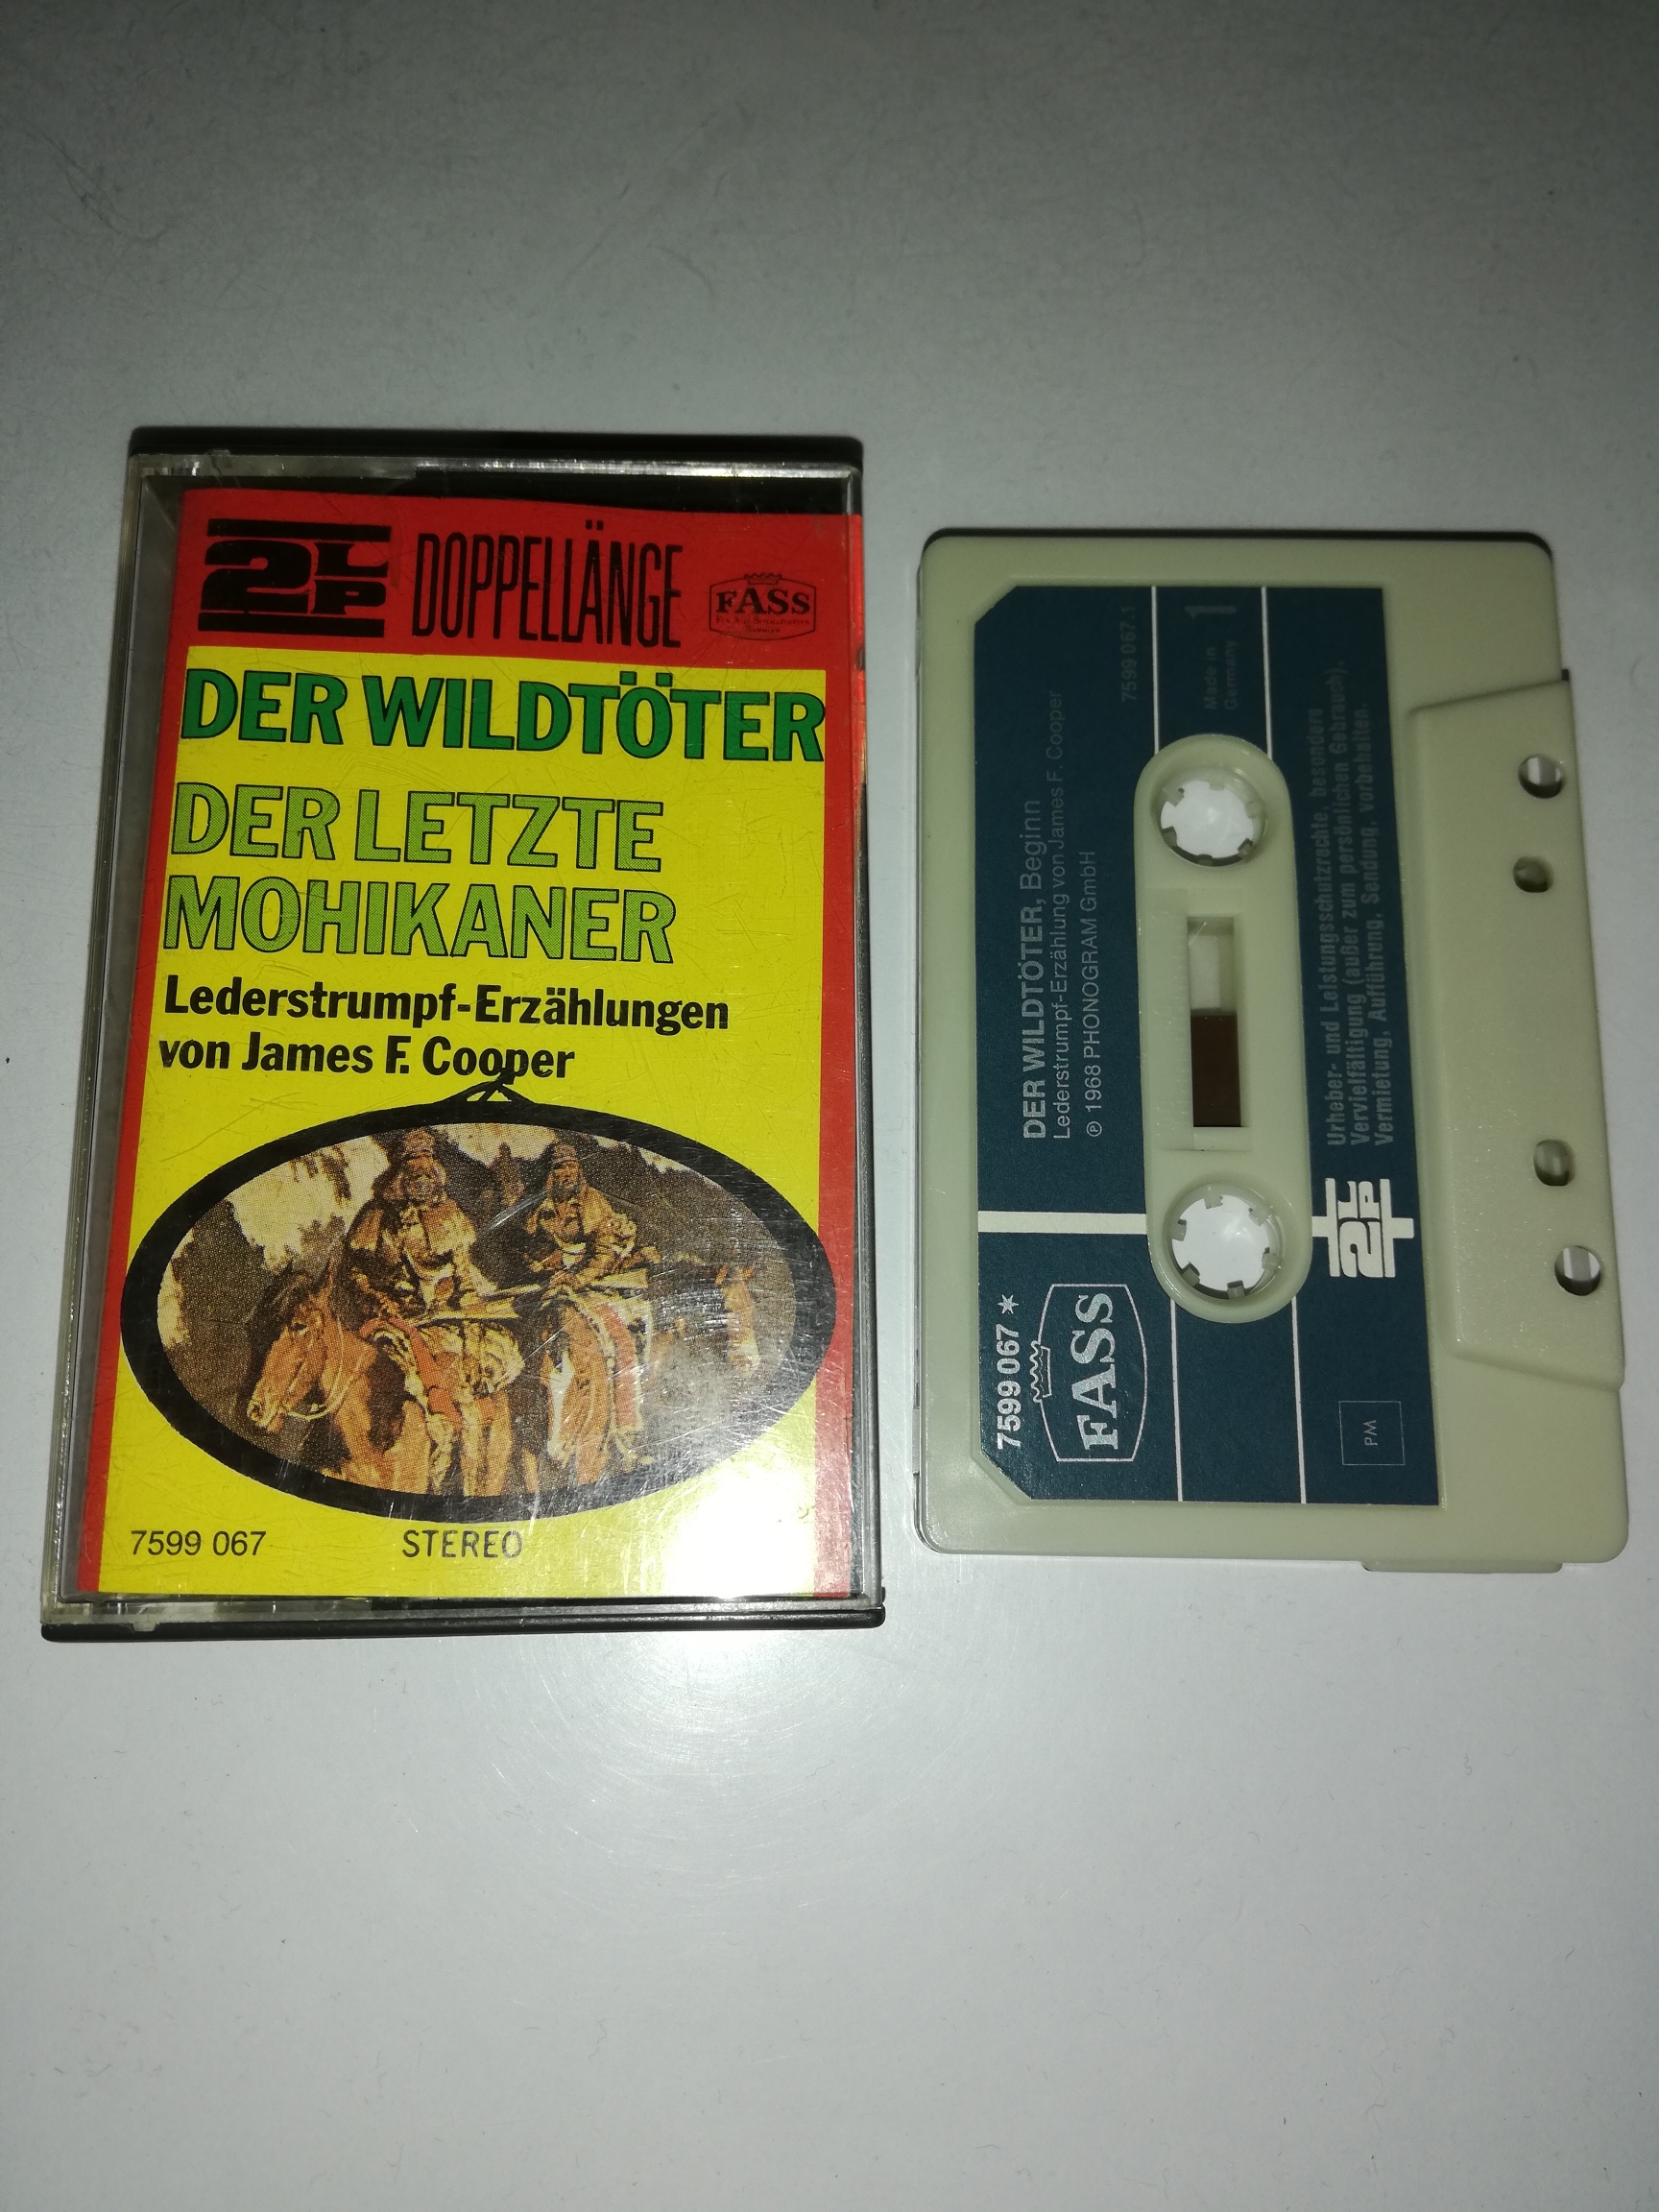 2LP DOPPELLÄNGE FASS
DER WILDTÖTER
DER LETZTE
MOHIKANER
Lederstrumpf-Erzählungen
von James F. Cooper
7599 067 STEREO
7599 067 *
FASS
DER WILDTÖTER, Beginn
Lederstrumpf-Erzählung von James F. Cooper
℗ 1968 PHONOGRAM GmbH
7599 067.1
Made in
Germany
1
2LP
Urheber- und Leistungsschutzrechte, besonders
Vervielfältigung (außer zum persönlichen Gebrauch),
Vermietung, Aufführung, Sendung, vorbehalten.
PM